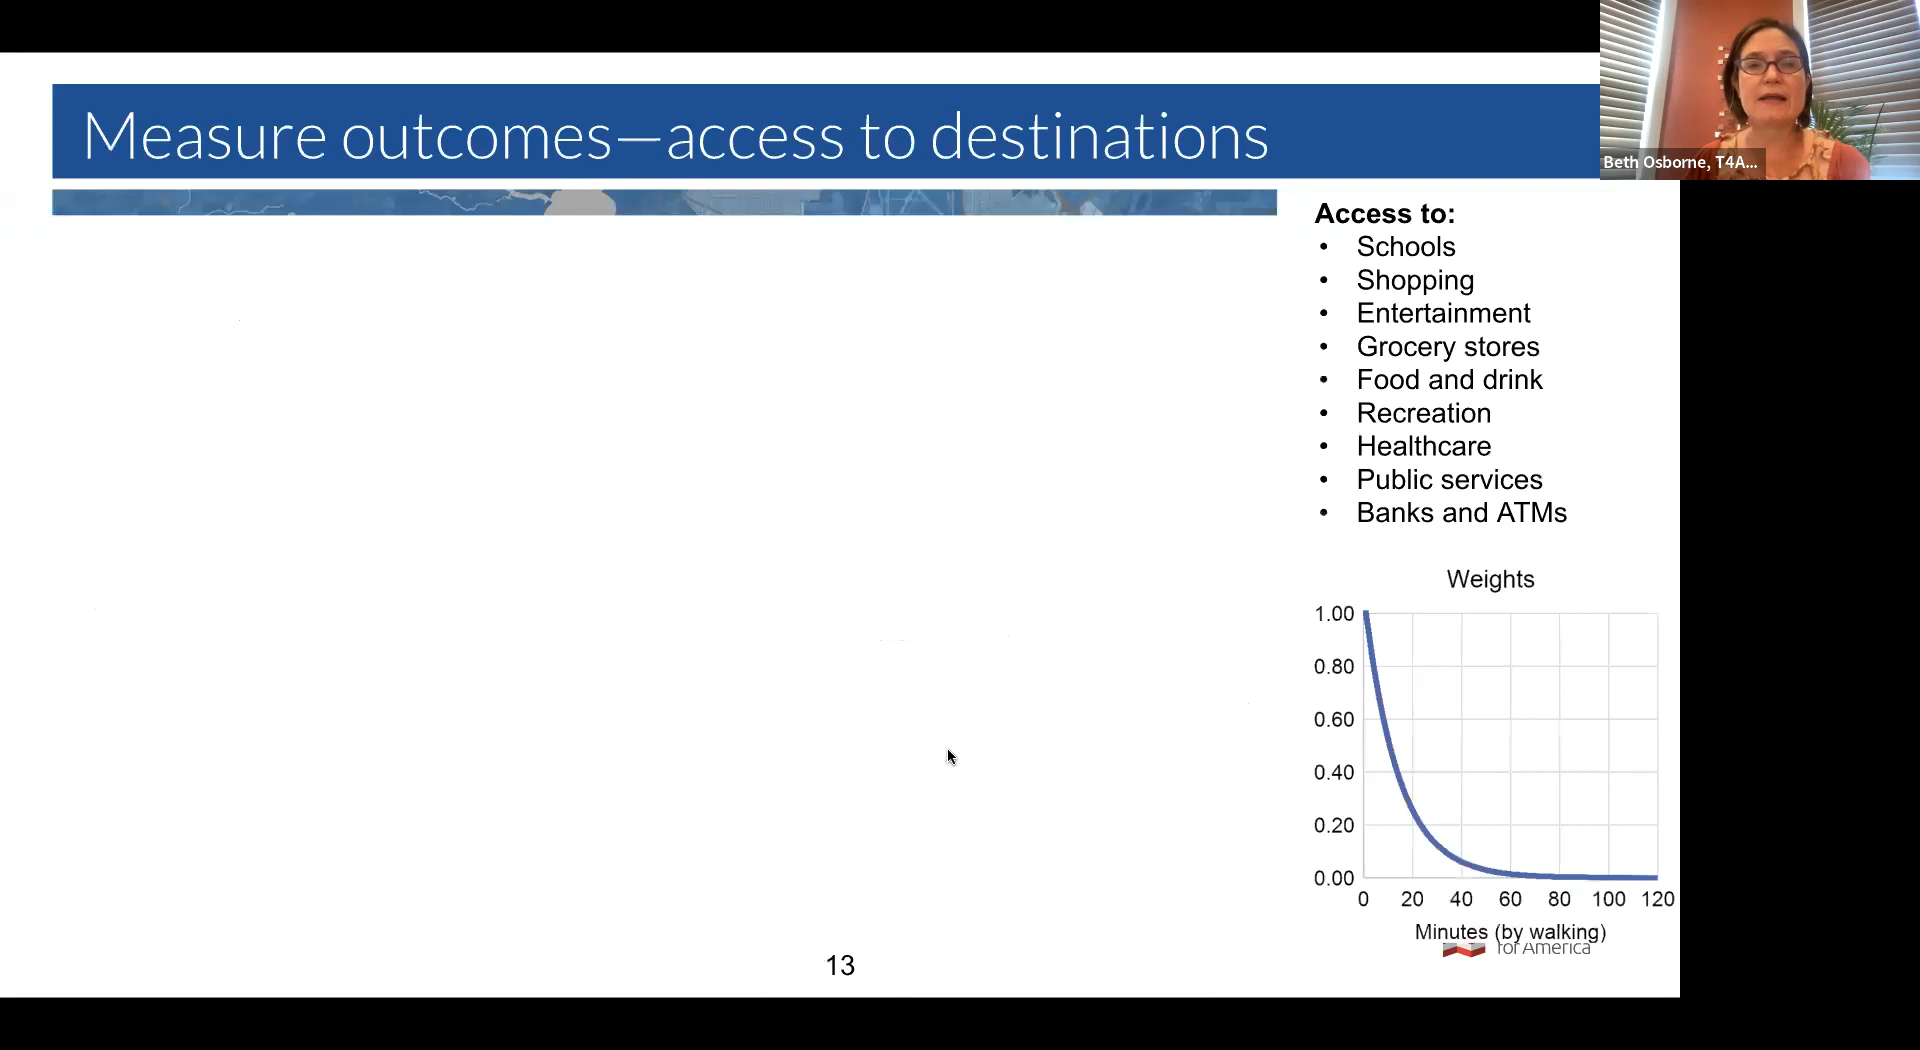 Measure outcomes—access to destinations
Beth Osborne, T4A...
Access to:
• Schools
• Shopping
• Entertainment
• Grocery stores
• Food and drink
• Recreation
• Healthcare
• Public services
• Banks and ATMs
Weights
1.00
0.80
0.60
0.40
0.20
0.00
0 20 40 60 80 100 120
Minutes (by walking)
for America
13